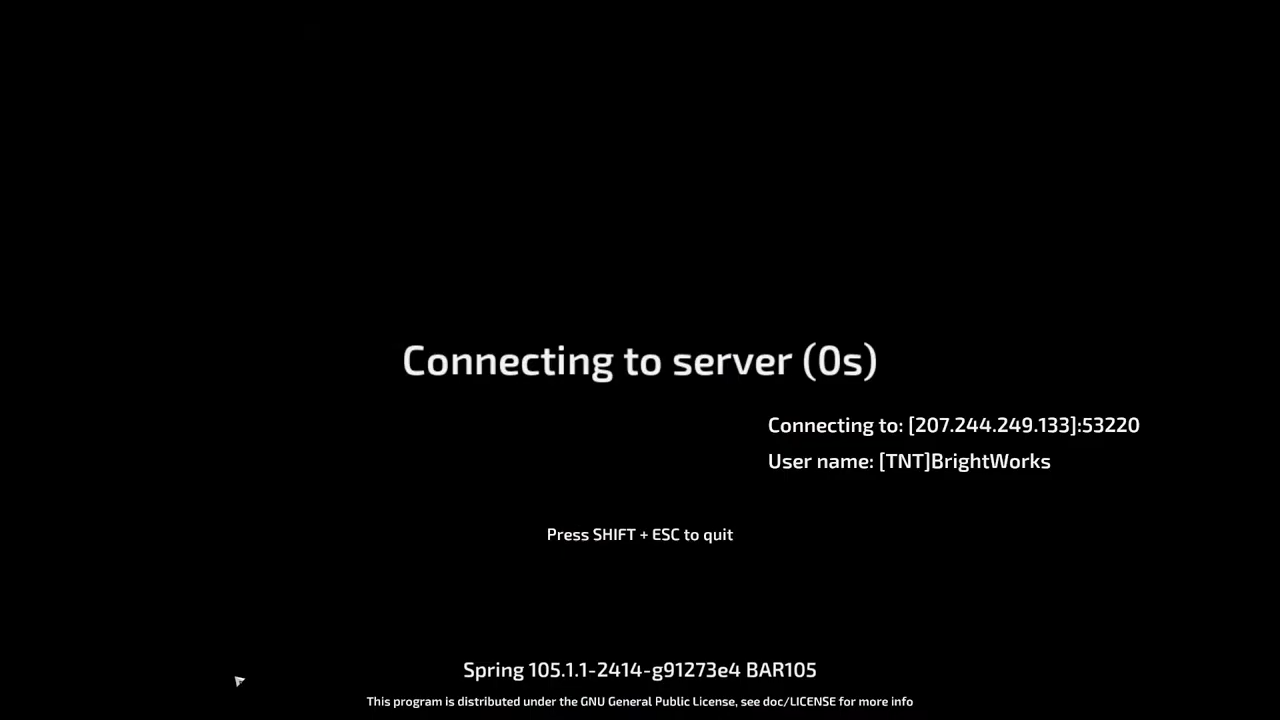 Connecting to server (0s)
Connecting to: [207.244.249.133]:53220
User name: [TNT]BrightWorks
Press SHIFT + ESC to quit
Spring 105.1.1-2414-g91273e4 BAR105
This program is distributed under the GNU General Public License, see doc/LICENSE for more info